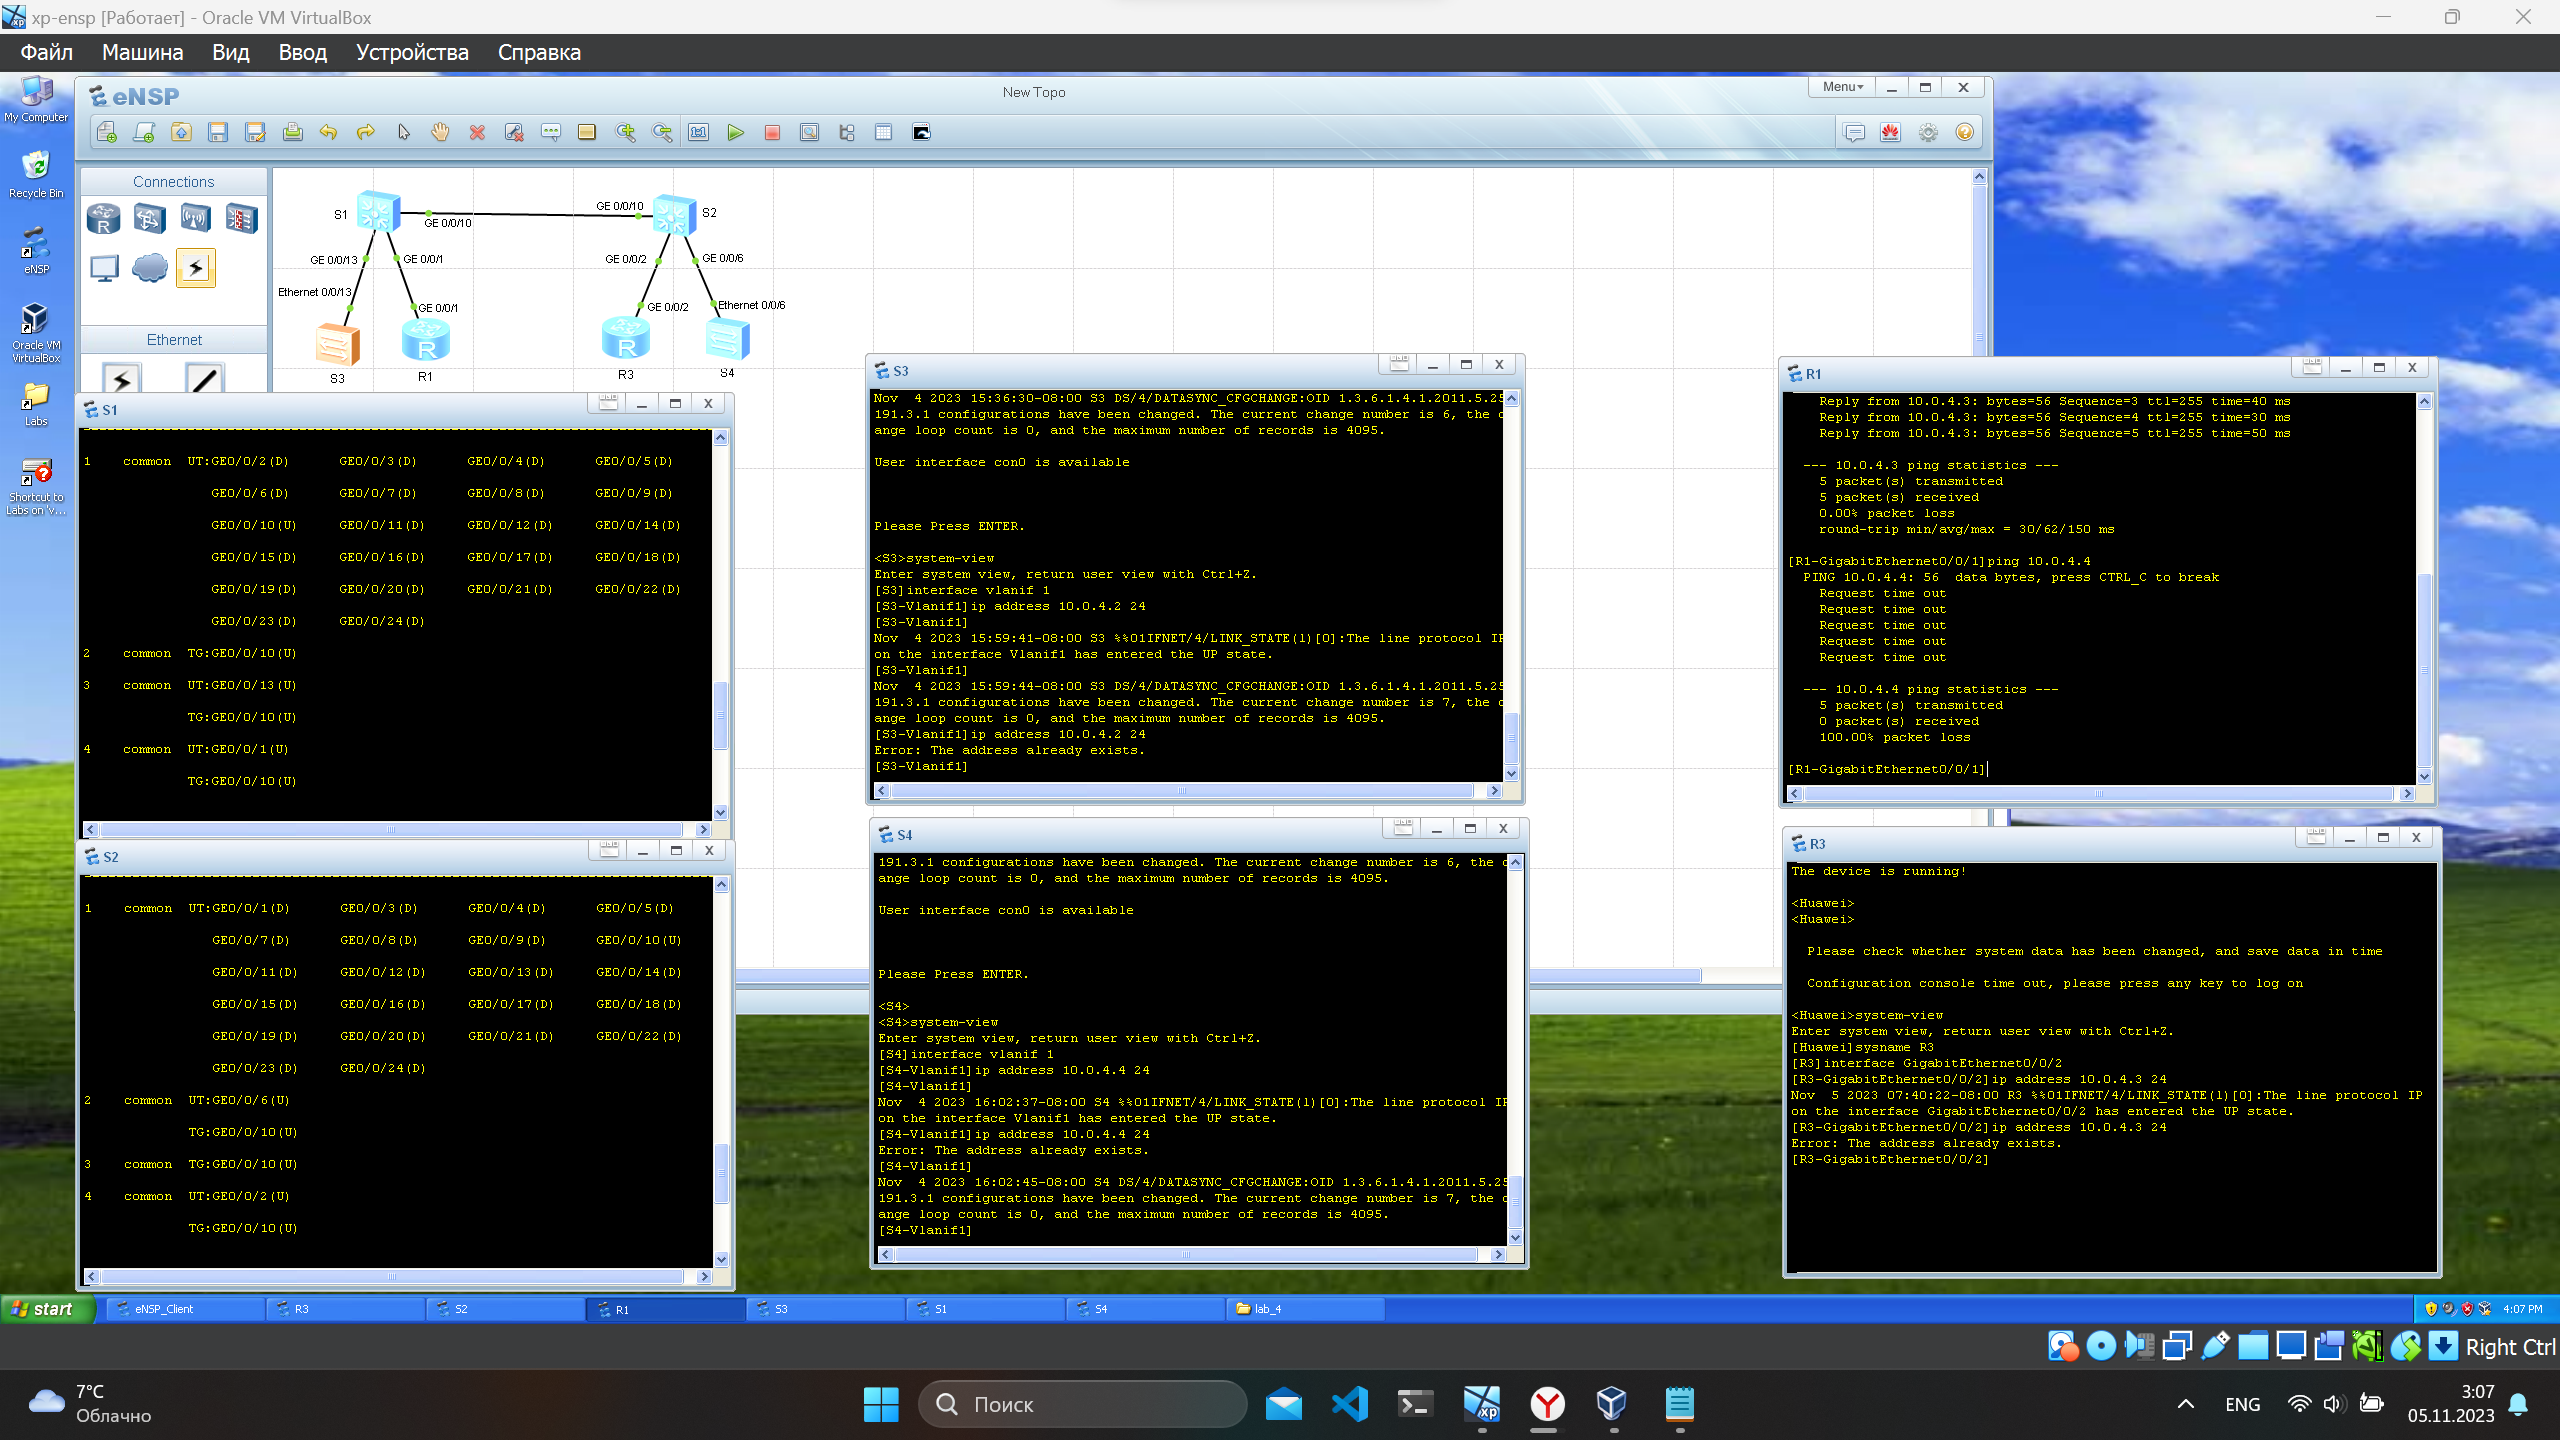 xp-ensp [Работает] - Oracle VM VirtualBox
Файл Машина Вид Ввод Устройства Справка
My Computer
Recycle Bin
eNSP
Oracle VM VirtualBox
Labs
Shortcut to Labs on 'v...
eNSP
New Topo
Menu
Connections
Ethernet
S1
GE 0/0/10
GE 0/0/10
S2
GE 0/0/13
GE 0/0/1
GE 0/0/2
GE 0/0/6
Ethernet 0/0/13
GE 0/0/1
GE 0/0/2
Ethernet 0/0/6
S3
R1
R3
S4
S1
1 common UT:GE0/0/2(D) GE0/0/3(D) GE0/0/4(D) GE0/0/5(D)
GE0/0/6(D) GE0/0/7(D) GE0/0/8(D) GE0/0/9(D)
GE0/0/10(U) GE0/0/11(D) GE0/0/12(D) GE0/0/14(D)
GE0/0/15(D) GE0/0/16(D) GE0/0/17(D) GE0/0/18(D)
GE0/0/19(D) GE0/0/20(D) GE0/0/21(D) GE0/0/22(D)
GE0/0/23(D) GE0/0/24(D)
2 common TG:GE0/0/10(U)
3 common UT:GE0/0/13(U)
TG:GE0/0/10(U)
4 common UT:GE0/0/1(U)
TG:GE0/0/10(U)
S2
1 common UT:GE0/0/1(D) GE0/0/3(D) GE0/0/4(D) GE0/0/5(D)
GE0/0/7(D) GE0/0/8(D) GE0/0/9(D) GE0/0/10(U)
GE0/0/11(D) GE0/0/12(D) GE0/0/13(D) GE0/0/14(D)
GE0/0/15(D) GE0/0/16(D) GE0/0/17(D) GE0/0/18(D)
GE0/0/19(D) GE0/0/20(D) GE0/0/21(D) GE0/0/22(D)
GE0/0/23(D) GE0/0/24(D)
2 common UT:GE0/0/6(U)
TG:GE0/0/10(U)
3 common TG:GE0/0/10(U)
4 common UT:GE0/0/2(U)
TG:GE0/0/10(U)
S3
Nov 4 2023 15:36:30-08:00 S3 DS/4/DATASYNC_CFGCHANGE:OID 1.3.6.1.4.1.2011.5.25
191.3.1 configurations have been changed. The current change number is 6, the c
ange loop count is 0, and the maximum number of records is 4095.
User interface con0 is available
Please Press ENTER.
<S3>system-view
Enter system view, return user view with Ctrl+Z.
[S3]interface vlanif 1
[S3-Vlanif1]ip address 10.0.4.2 24
[S3-Vlanif1]
Nov 4 2023 15:59:41-08:00 S3 %%01IFNET/4/LINK_STATE(l)[0]:The line protocol IP
on the interface Vlanif1 has entered the UP state.
[S3-Vlanif1]
Nov 4 2023 15:59:44-08:00 S3 DS/4/DATASYNC_CFGCHANGE:OID 1.3.6.1.4.1.2011.5.25
191.3.1 configurations have been changed. The current change number is 7, the c
ange loop count is 0, and the maximum number of records is 4095.
[S3-Vlanif1]ip address 10.0.4.2 24
Error: The address already exists.
[S3-Vlanif1]
S4
191.3.1 configurations have been changed. The current change number is 6, the c
ange loop count is 0, and the maximum number of records is 4095.
User interface con0 is available
Please Press ENTER.
<S4>
<S4>system-view
Enter system view, return user view with Ctrl+Z.
[S4]interface vlanif 1
[S4-Vlanif1]ip address 10.0.4.4 24
[S4-Vlanif1]
Nov 4 2023 16:02:37-08:00 S4 %%01IFNET/4/LINK_STATE(l)[0]:The line protocol IP
on the interface Vlanif1 has entered the UP state.
[S4-Vlanif1]ip address 10.0.4.4 24
Error: The address already exists.
[S4-Vlanif1]
Nov 4 2023 16:02:45-08:00 S4 DS/4/DATASYNC_CFGCHANGE:OID 1.3.6.1.4.1.2011.5.25
191.3.1 configurations have been changed. The current change number is 7, the c
ange loop count is 0, and the maximum number of records is 4095.
[S4-Vlanif1]
R1
Reply from 10.0.4.3: bytes=56 Sequence=3 ttl=255 time=40 ms
Reply from 10.0.4.3: bytes=56 Sequence=4 ttl=255 time=30 ms
Reply from 10.0.4.3: bytes=56 Sequence=5 ttl=255 time=50 ms
--- 10.0.4.3 ping statistics ---
5 packet(s) transmitted
5 packet(s) received
0.00% packet loss
round-trip min/avg/max = 30/62/150 ms
[R1-GigabitEthernet0/0/1]ping 10.0.4.4
PING 10.0.4.4: 56 data bytes, press CTRL_C to break
Request time out
Request time out
Request time out
Request time out
Request time out
--- 10.0.4.4 ping statistics ---
5 packet(s) transmitted
0 packet(s) received
100.00% packet loss
[R1-GigabitEthernet0/0/1]
R3
The device is running!
<Huawei>
<Huawei>
Please check whether system data has been changed, and save data in time
Configuration console time out, please press any key to log on
<Huawei>system-view
Enter system view, return user view with Ctrl+Z.
[Huawei]sysname R3
[R3]interface GigabitEthernet0/0/2
[R3-GigabitEthernet0/0/2]ip address 10.0.4.3 24
Nov 5 2023 07:40:22-08:00 R3 %%01IFNET/4/LINK_STATE(l)[0]:The line protocol IP
on the interface GigabitEthernet0/0/2 has entered the UP state.
[R3-GigabitEthernet0/0/2]ip address 10.0.4.3 24
Error: The address already exists.
[R3-GigabitEthernet0/0/2]
start eNSP_Client R3 S2 R1 S3 S1 S4 lab_4 4:07 PM
Right Ctrl
7°C
Облачно
Поиск
ENG
3:07
05.11.2023